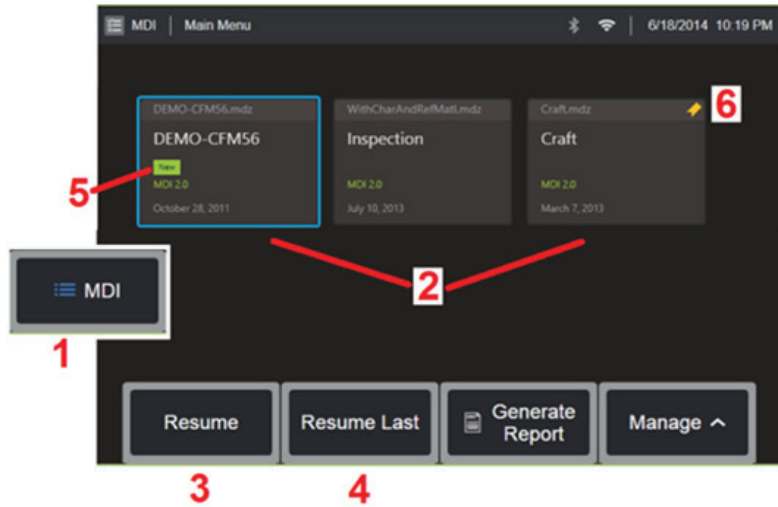 MDI | Main Menu
6/18/2014 10:19 PM
6
DEMO-CFM56.mdz
DEMO-CFM56
New
MDI 2.0
October 28, 2011
WithCharAndRefMatl.mdz
Inspection
MDI 2.0
July 10, 2013
Craft.mdz
Craft
MDI 2.0
March 7, 2013
5
2
MDI
1
Resume
Resume Last
Generate
Report
Manage
3
4